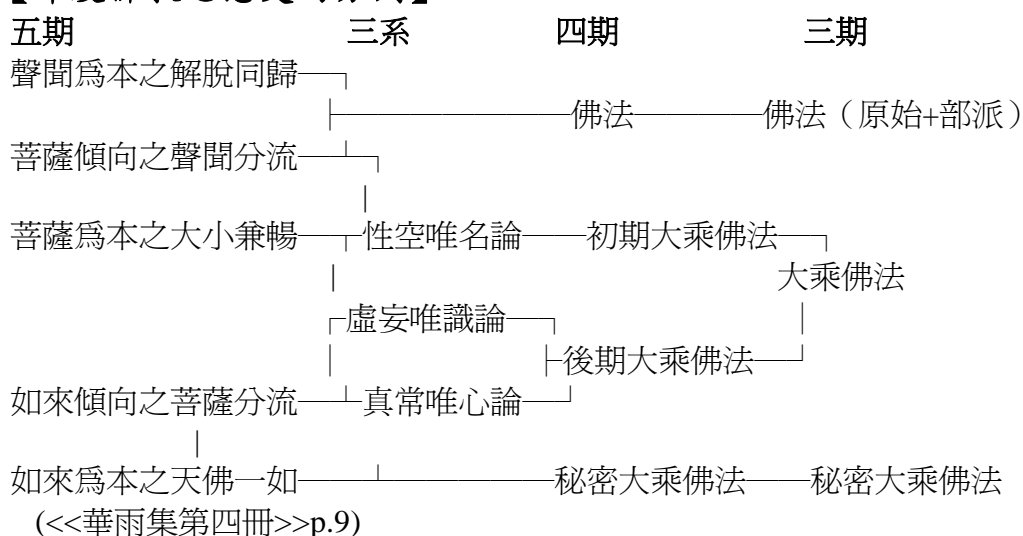 五期 三系 四期 三期
聲聞爲本之解脫同歸
佛法 佛法(原始+部派)
菩薩傾向之聲聞分流
菩薩爲本之大小兼暢 性空唯名論 初期大乘佛法
大乘佛法
虛妄唯識論
後期大乘佛法
如來傾向之菩薩分流 真常唯心論
如來爲本之天佛一如 秘密大乘佛法 秘密大乘佛法
(<<華雨集第四冊>>p.9)